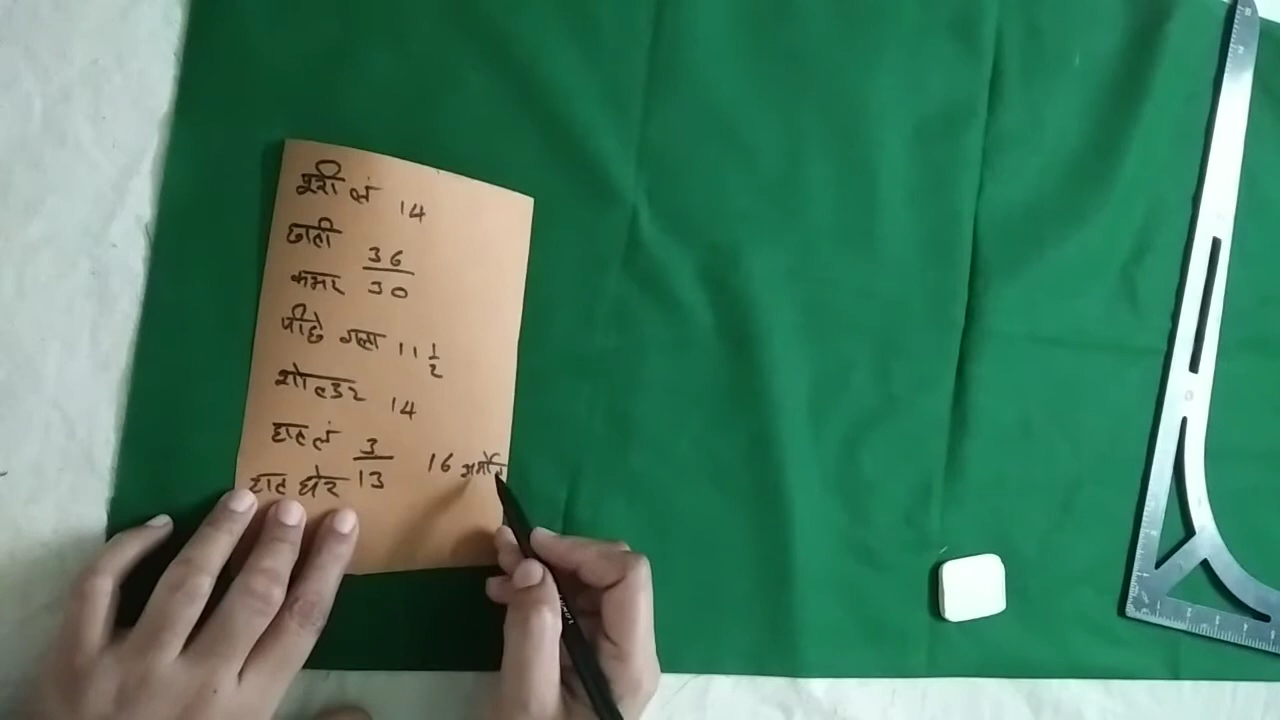 पूरी लं 14
छाती 36
कमर 30
पीछे गला 11 1/2
शोल्डर 14
हात लं 3
हात घेर 13 16